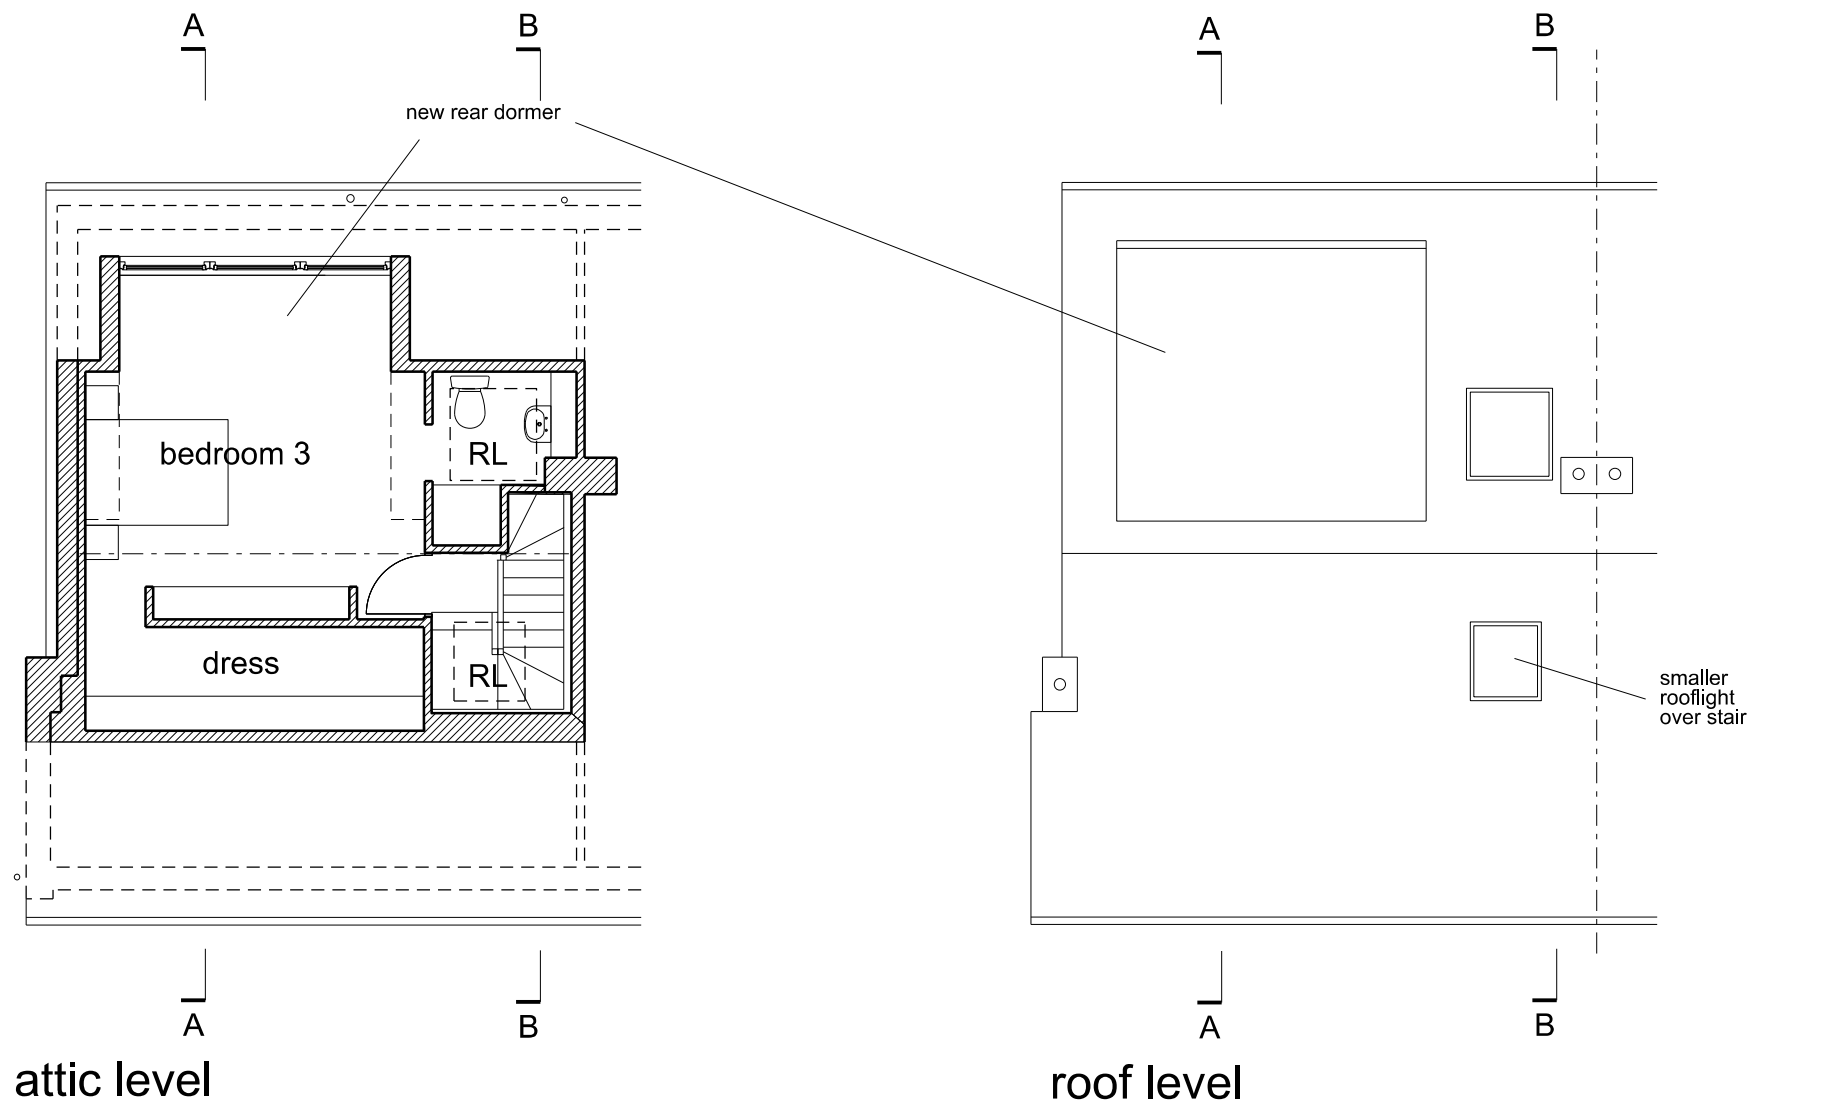 A
B
A
B
new rear dormer
bedroom 3
RL
dress
RL
smaller
rooflight
over stair
A
B
A
B
attic level
roof level